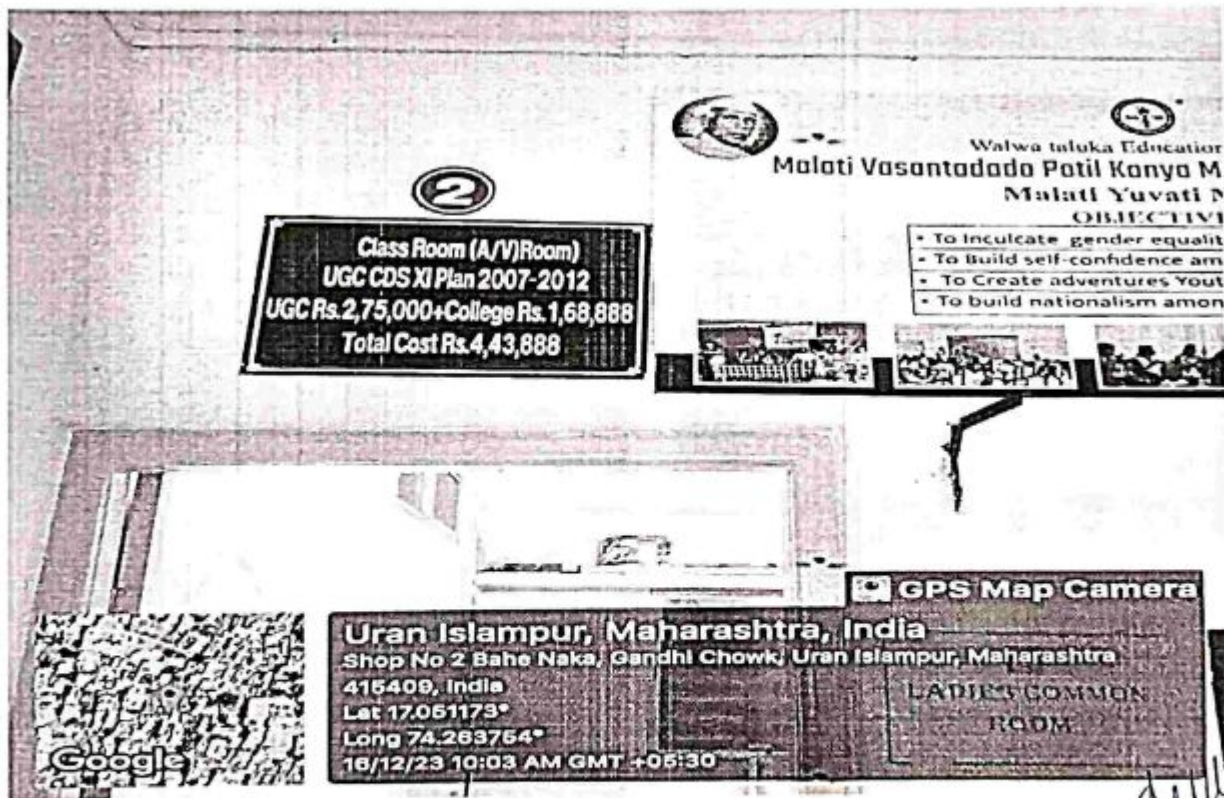 2
Class Room (A/V)Room)
UGC CDS XI Plan 2007-2012
UGC Rs.2,75,000+College Rs.1,68,888
Total Cost Rs.4,43,888
Walwa taluka Education
Malati Vasantadada Patil Kanya M
Malati Yuvati M
OBJECTIVE
• To Inculcate gender equalit
• To Build self-confidence am
• To Create adventures Yout
• To build nationalism amon
GPS Map Camera
Uran Islampur, Maharashtra, India
Shop No 2 Bahe Naka, Gandhi Chowk, Uran Islampur, Maharashtra
415409, India
Lat 17.051173°
Long 74.263754°
16/12/23 10:03 AM GMT +05:30
LADIES COMMON
ROOM
Google